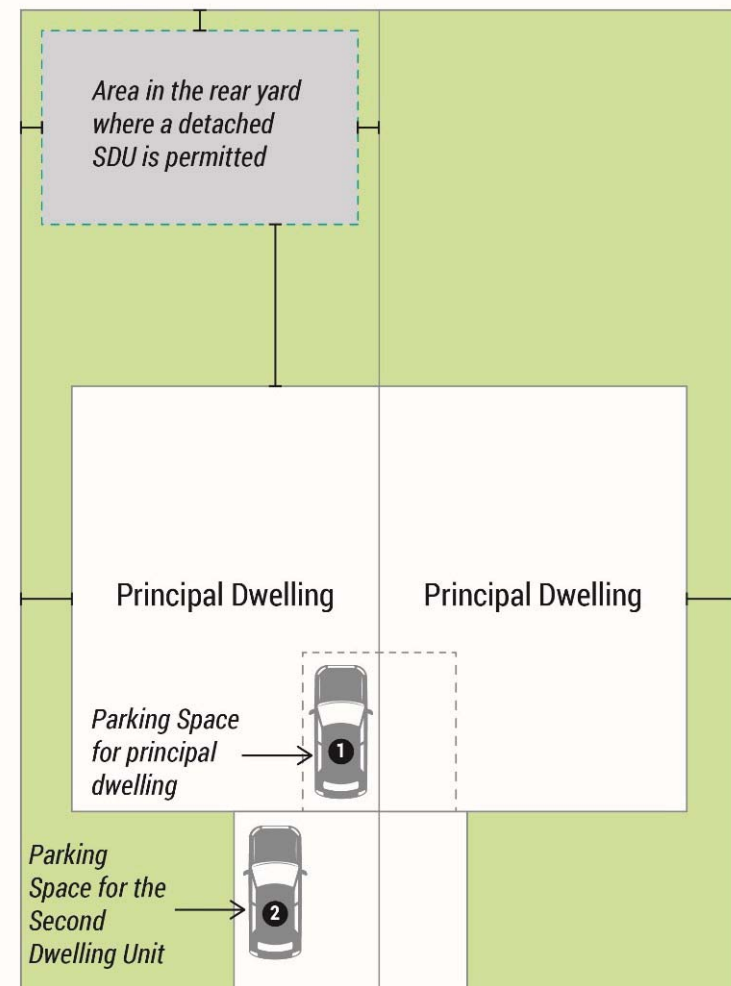 Area in the rear yard
where a detached
SDU is permitted
Principal Dwelling
Principal Dwelling
Parking Space
for principal
dwelling
1
Parking
Space for the
Second
Dwelling Unit
2